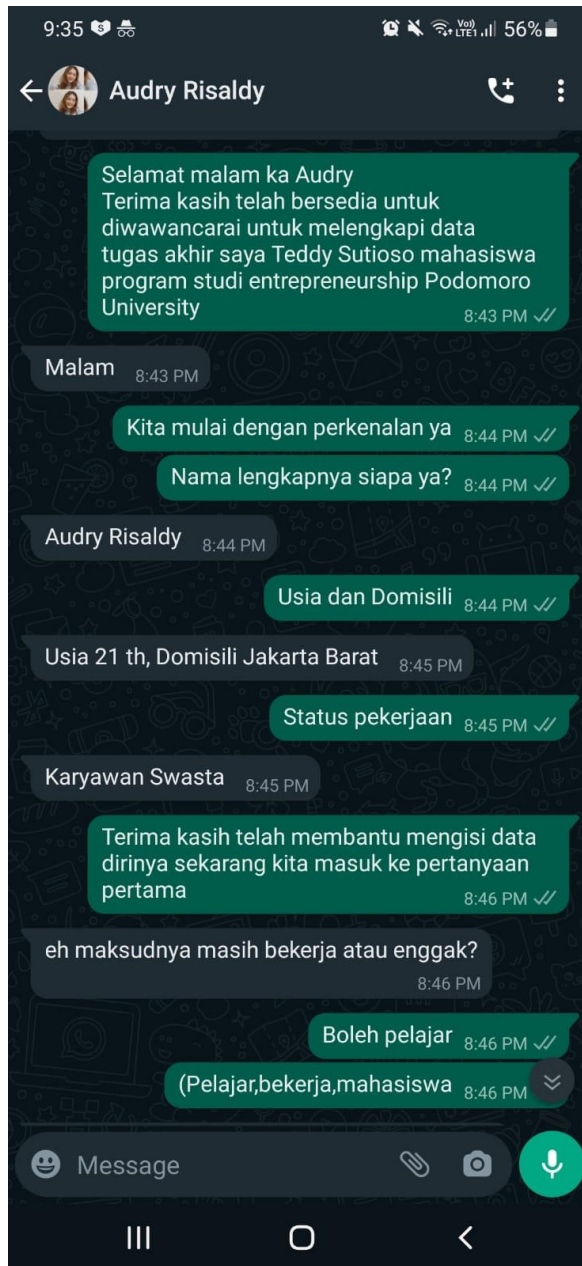 9:35
56%
Audry Risaldy
Selamat malam ka Audry
Terima kasih telah bersedia untuk
diwawancarai untuk melengkapi data
tugas akhir saya Teddy Sutioso mahasiswa
program studi entrepreneurship Podomoro
University
8:43 PM
Malam 8:43 PM
Kita mulai dengan perkenalan ya 8:44 PM
Nama lengkapnya siapa ya? 8:44 PM
Audry Risaldy 8:44 PM
Usia dan Domisili 8:44 PM
Usia 21 th, Domisili Jakarta Barat 8:45 PM
Status pekerjaan 8:45 PM
Karyawan Swasta 8:45 PM
Terima kasih telah membantu mengisi data
dirinya sekarang kita masuk ke pertanyaan
pertama
8:46 PM
eh maksudnya masih bekerja atau enggak?
8:46 PM
Boleh pelajar 8:46 PM
(Pelajar,bekerja,mahasiswa 8:46 PM
Message